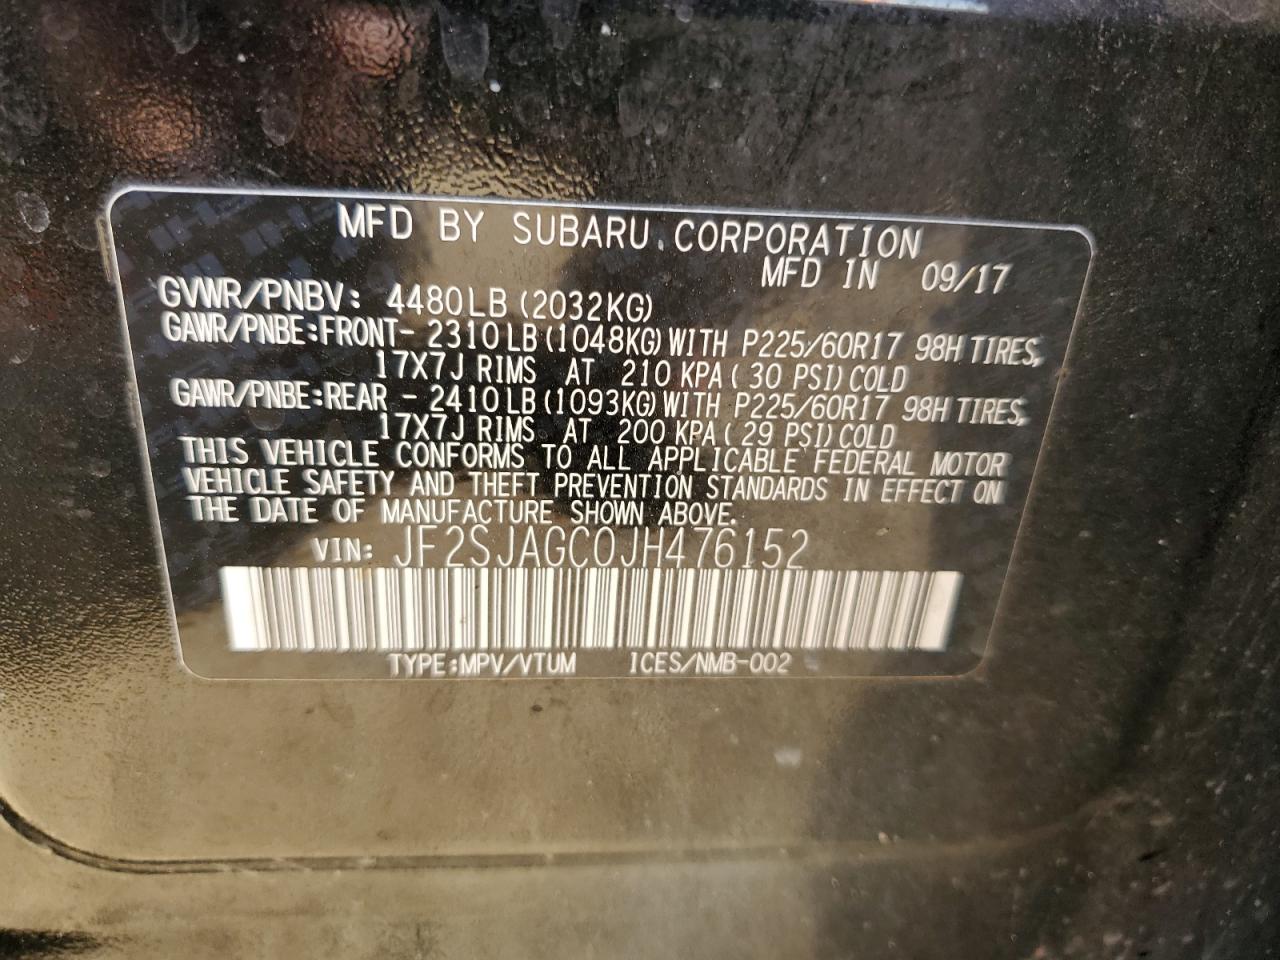 MFD BY SUBARU CORPORATION
MFD IN 09/17
GVWR/PNBV: 4480LB (2032KG)
GAWR/PNBE:FRONT- 2310LB (1048KG) WITH P225/60R17 98H TIRES,
17X7J RIMS AT 210 KPA ( 30 PSI) COLD
GAWR/PNBE:REAR - 2410LB (1093KG) WITH P225/60R17 98H TIRES,
17X7J RIMS AT 200 KPA ( 29 PSI) COLD
THIS VEHICLE CONFORMS TO ALL APPLICABLE FEDERAL MOTOR
VEHICLE SAFETY AND THEFT PREVENTION STANDARDS IN EFFECT ON
THE DATE OF MANUFACTURE SHOWN ABOVE.
VIN: JF2SJAGC0JH476152
TYPE:MPV/VTUM ICES/NMB-002